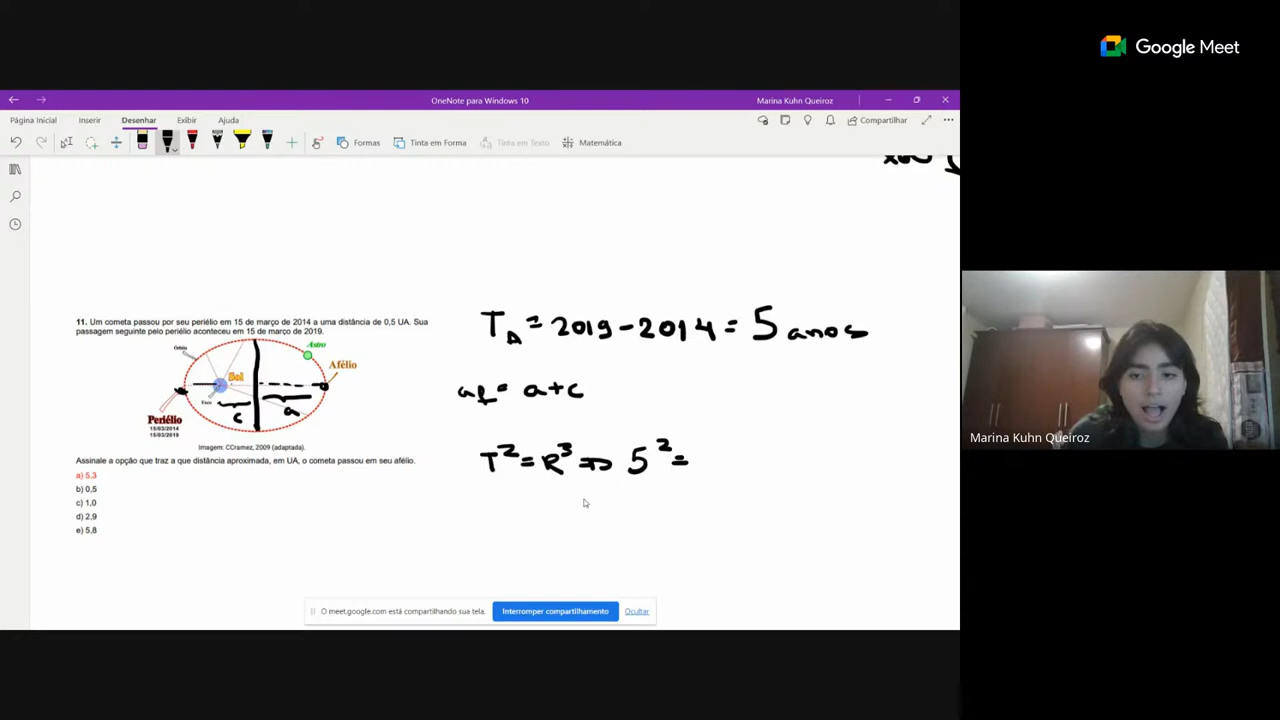 Google Meet
OneNote para Windows 10
Marina Kuhn Queiroz
Página Inicial
Inserir
Desenhar
Exibir
Ajuda
Compartilhar
Formas
Tinta em Forma
Tinta em Texto
Matemática
11. Um cometa passou por seu periélio em 15 de março de 2014 a uma distância de 0,5 UA. Sua
passagem seguinte pelo periélio aconteceu em 15 de março de 2019.
Órbita
Astro
Afélio
Sol
Foco
c
a
Periélio
15/03/2014
15/03/2019
Imagem: CCramez, 2009 (adaptada).
Assinale a opção que traz a que distância aproximada, em UA, o cometa passou em seu afélio.
a) 5,3
b) 0,5
c) 1,0
d) 2,9
e) 5,8
T_A = 2019 - 2014 = 5 anos
af = a+c
T² = R³ => 5² =
O meet.google.com está compartilhando sua tela.
Interromper compartilhamento
Ocultar
Marina Kuhn Queiroz